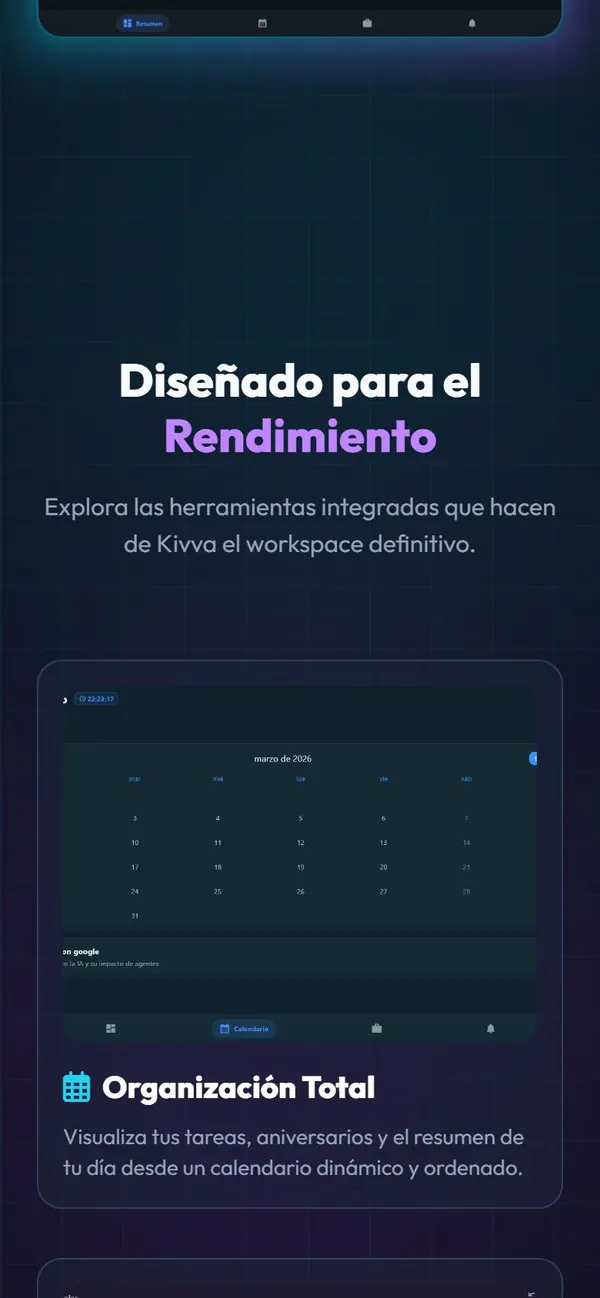 Resumen
Diseñado para el
Rendimiento
Explora las herramientas integradas que hacen
de Kivva el workspace definitivo.
22:23:17
marzo de 2026
mar mié jue vie sáb
3 4 5 6 7
10 11 12 13 14
17 18 19 20 21
24 25 26 27 28
31
on google
e la IA y su impacto de agentes
Calendario
Organización Total
Visualiza tus tareas, aniversarios y el resumen de
tu día desde un calendario dinámico y ordenado.